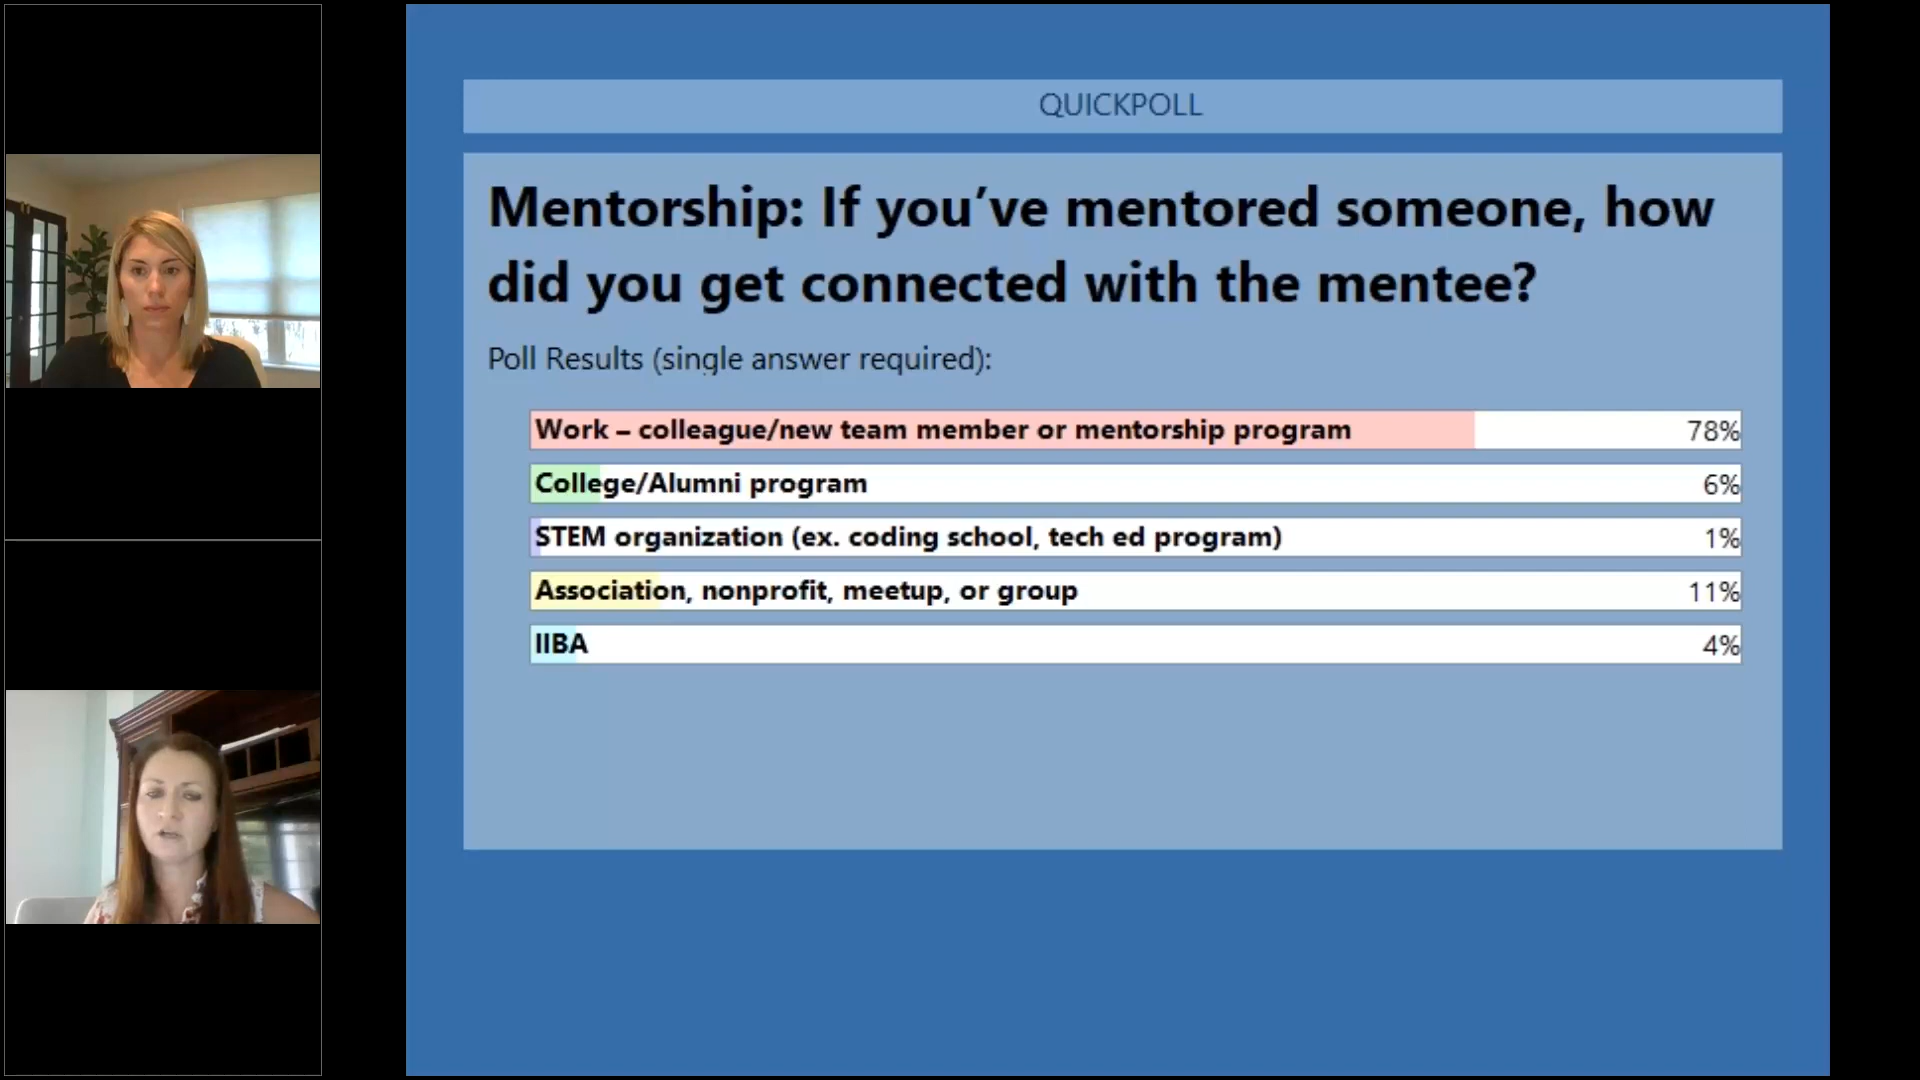 QUICKPOLL
Mentorship: If you’ve mentored someone, how
did you get connected with the mentee?
Poll Results (single answer required):
Work – colleague/new team member or mentorship program 78%
College/Alumni program 6%
STEM organization (ex. coding school, tech ed program) 1%
Association, nonprofit, meetup, or group 11%
IIBA 4%